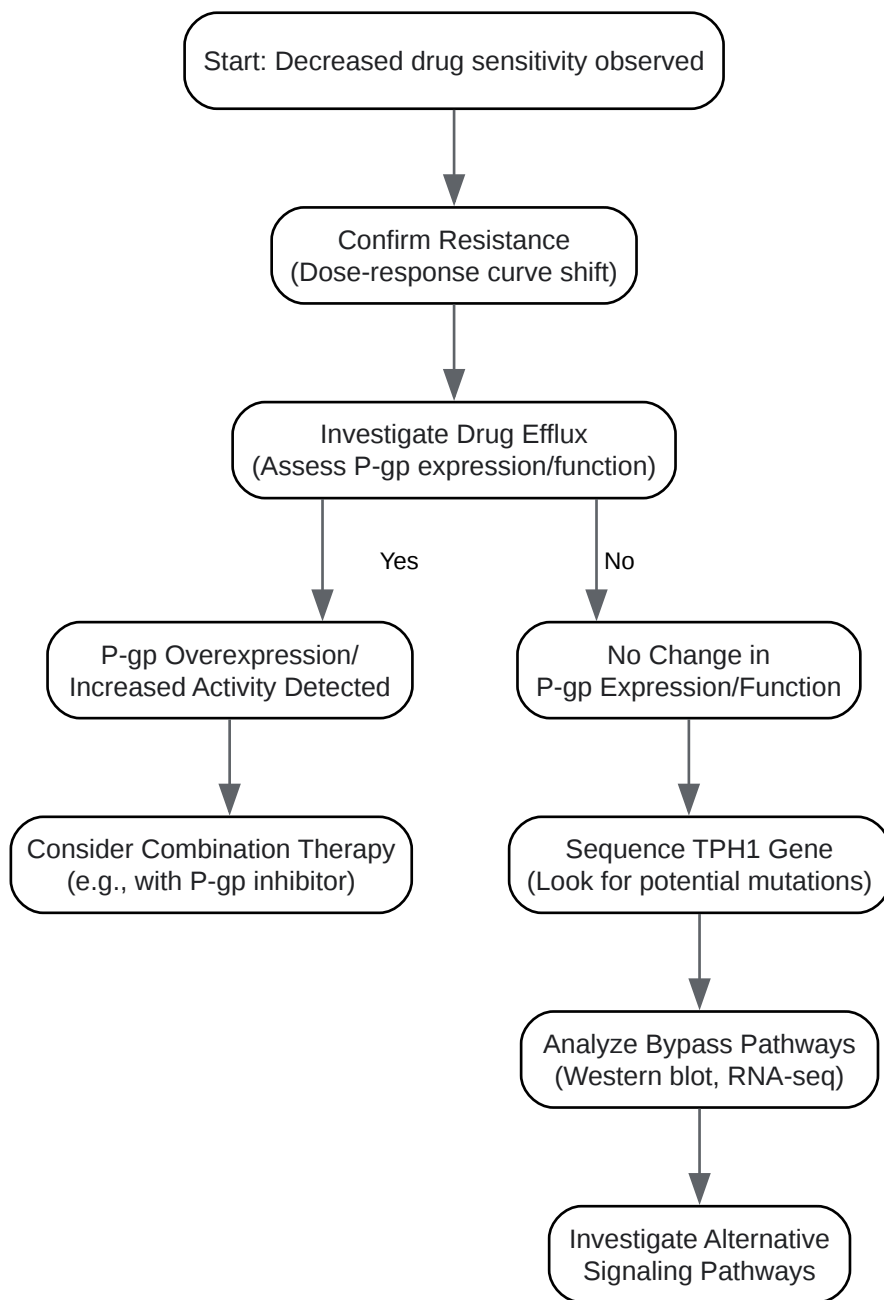 Start: Decreased drug sensitivity observed
Confirm Resistance
(Dose-response curve shift)
Investigate Drug Efflux
(Assess P-gp expression/function)
Yes
No
P-gp Overexpression/
Increased Activity Detected
No Change in
P-gp Expression/Function
Consider Combination Therapy
(e.g., with P-gp inhibitor)
Sequence TPH1 Gene
(Look for potential mutations)
Analyze Bypass Pathways
(Western blot, RNA-seq)
Investigate Alternative
Signaling Pathways